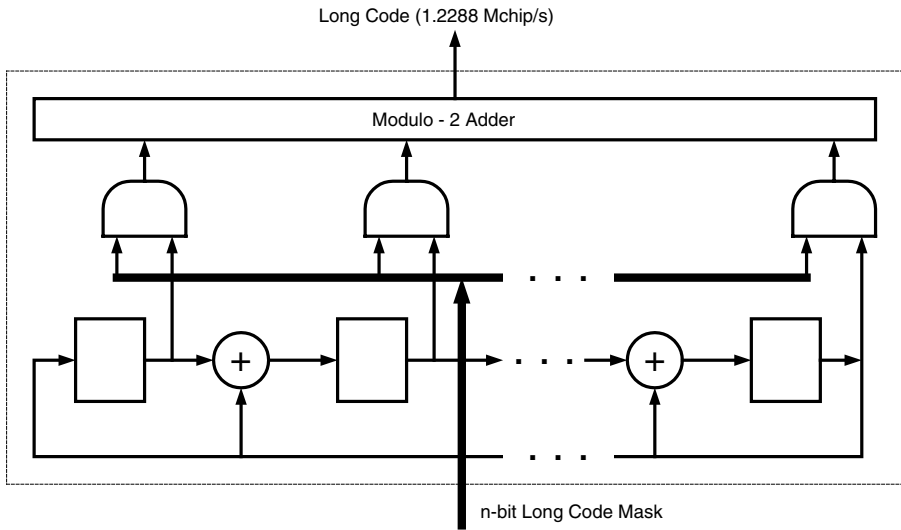 Long Code (1.2288 Mchip/s)
Modulo - 2 Adder
. . .
+
. . .
+
. . .
n-bit Long Code Mask